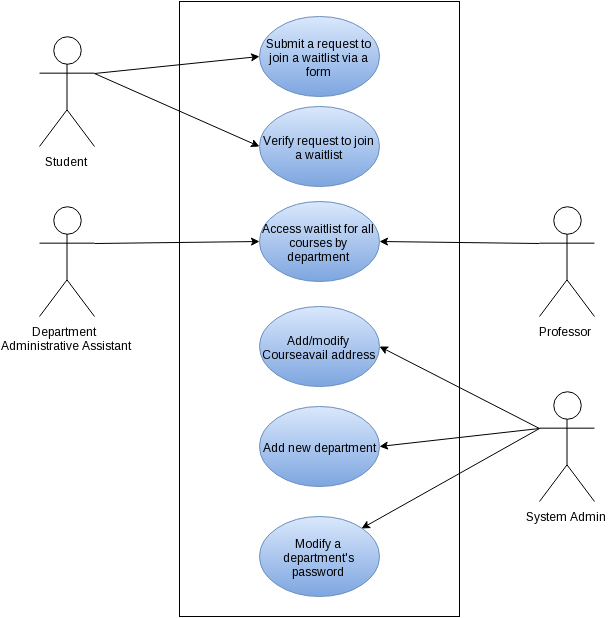 Submit a request to
join a waitlist via a
form
Verify request to join
a waitlist
Student
Access waitlist for all
courses by
department
Department
Administrative Assistant
Professor
Add/modify
Courseavail address
Add new department
System Admin
Modify a
department's
password